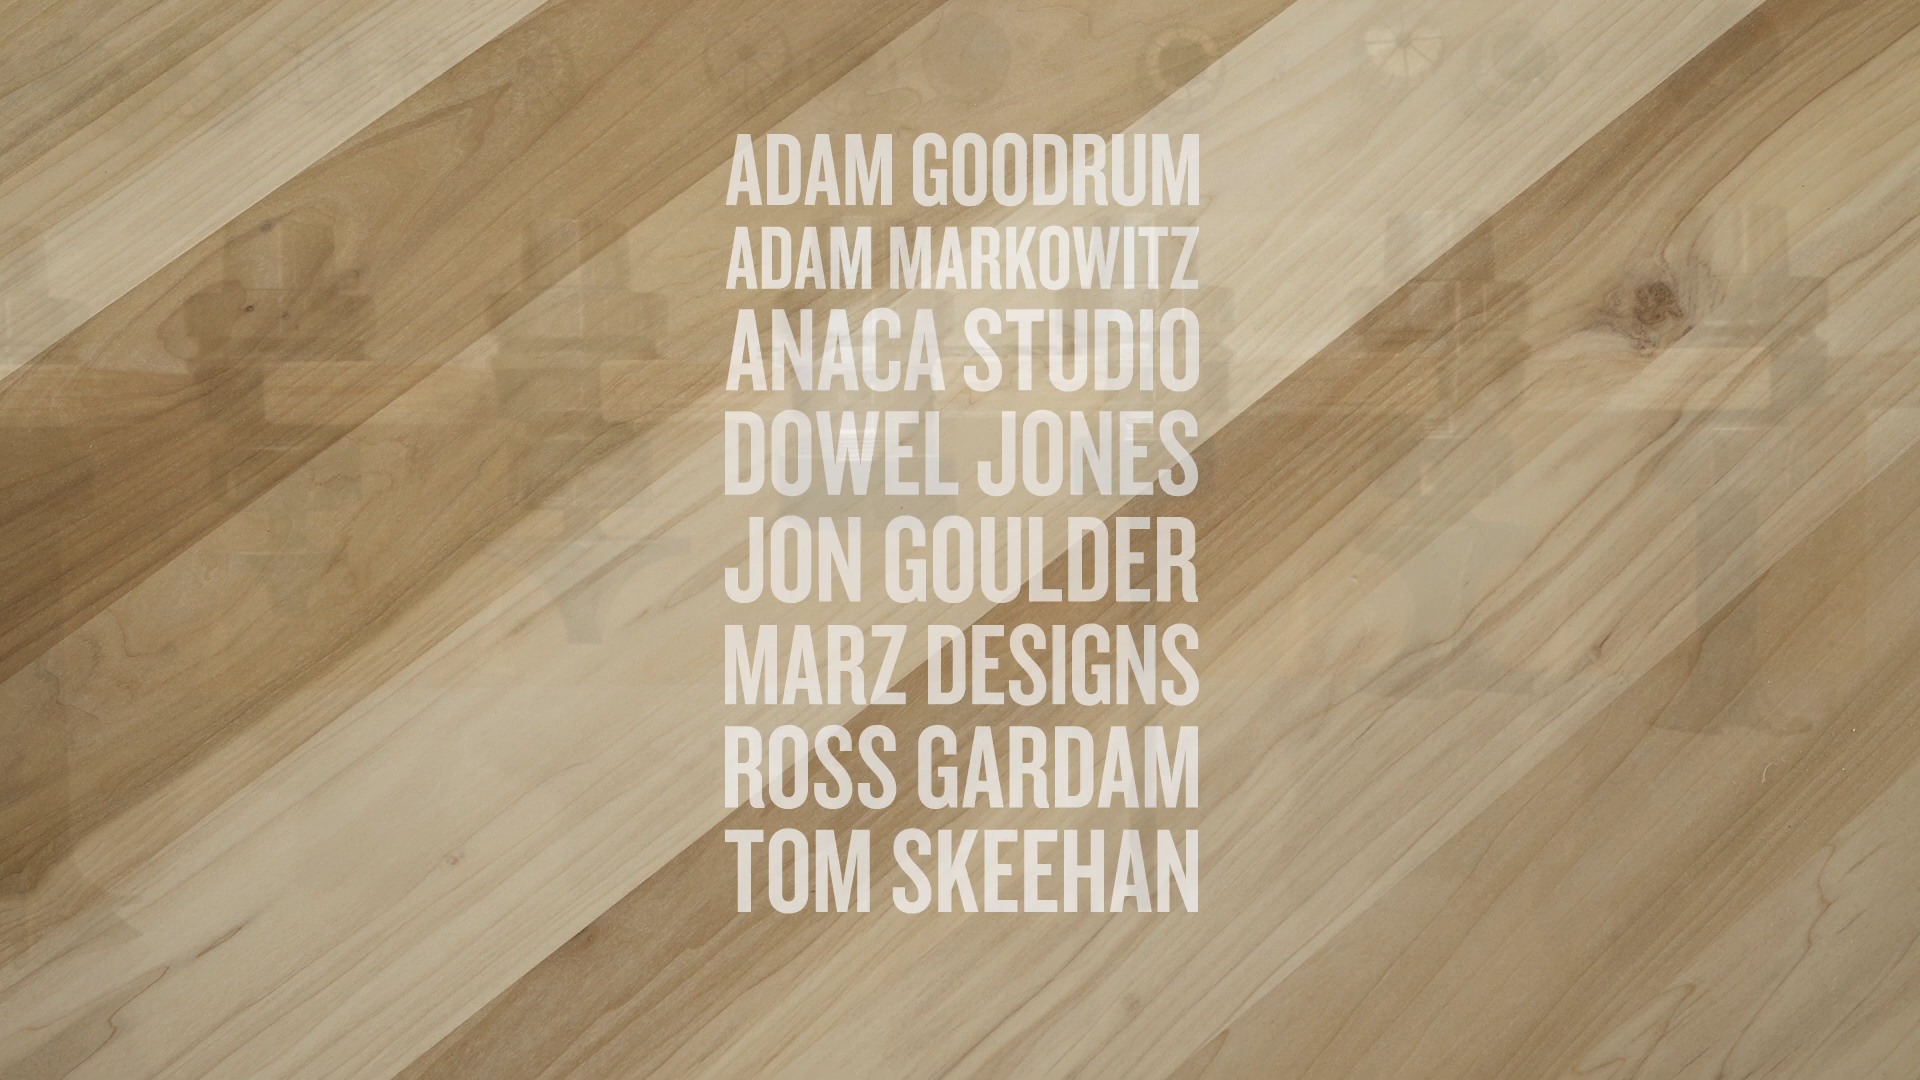 ADAM GOODRUM
ADAM MARKOWITZ
ANACA STUDIO
DOWEL JONES
JON GOULDER
MARZ DESIGNS
ROSS GARDAM
TOM SKEEHAN